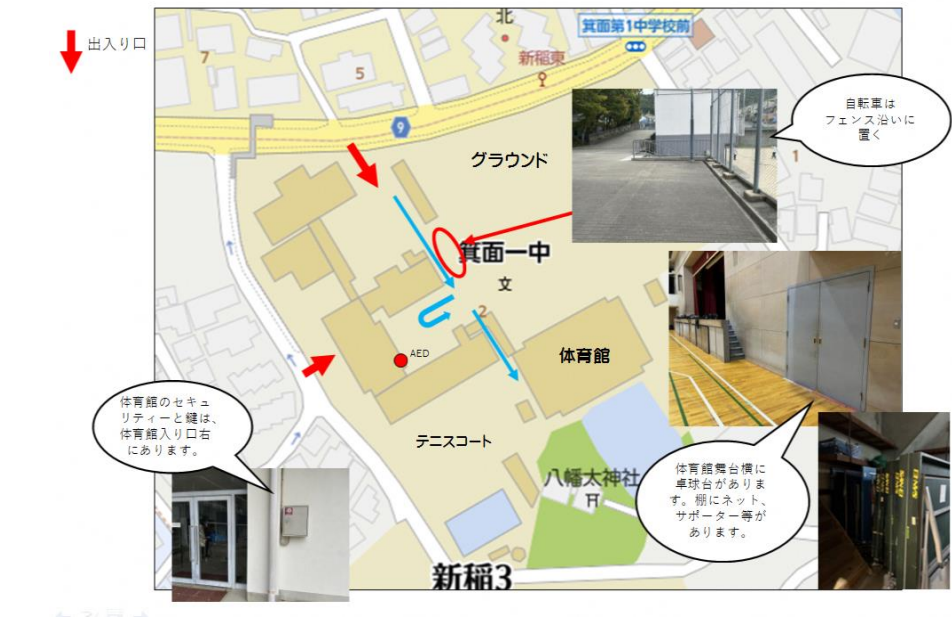 出入り口
北
箕面第1中学校前
新稲東
7
5
9
自転車は
フェンス沿いに
置く
1
グラウンド
箕面一中
文
2
体育館
AED
体育館のセキュ
リティーと鍵は、
体育館入り口右
にあります。
テニスコート
八幡太神社
体育館舞台横に
卓球台がありま
す。棚にネット、
サポーター等が
あります。
新稲3